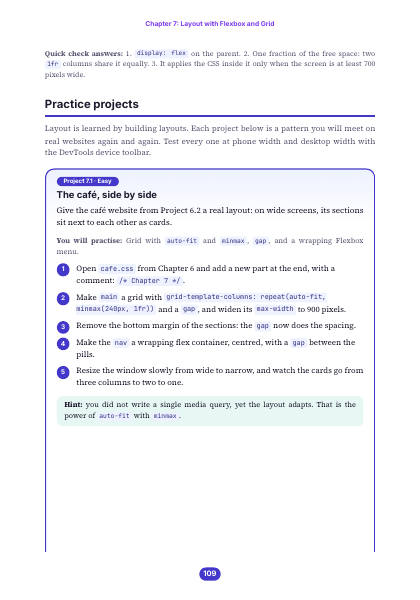 Chapter 7: Layout with Flexbox and Grid
Quick check answers: 1. display: flex on the parent. 2. One fraction of the free space: two
1fr columns share it equally. 3. It applies the CSS inside it only when the screen is at least 700
pixels wide.
Practice projects
Layout is learned by building layouts. Each project below is a pattern you will meet on
real websites again and again. Test every one at phone width and desktop width with
the DevTools device toolbar.
Project 7.1 · Easy
The café, side by side
Give the café website from Project 6.2 a real layout: on wide screens, its sections
sit next to each other as cards.
You will practise: Grid with auto-fit and minmax, gap, and a wrapping Flexbox
menu.
1 Open cafe.css from Chapter 6 and add a new part at the end, with a
comment: /* Chapter 7 */.
2 Make main a grid with grid-template-columns: repeat(auto-fit,
minmax(240px, 1fr)) and a gap, and widen its max-width to 900 pixels.
3 Remove the bottom margin of the sections: the gap now does the spacing.
4 Make the nav a wrapping flex container, centred, with a gap between the
pills.
5 Resize the window slowly from wide to narrow, and watch the cards go from
three columns to two to one.
Hint: you did not write a single media query, yet the layout adapts. That is the
power of auto-fit with minmax.
109